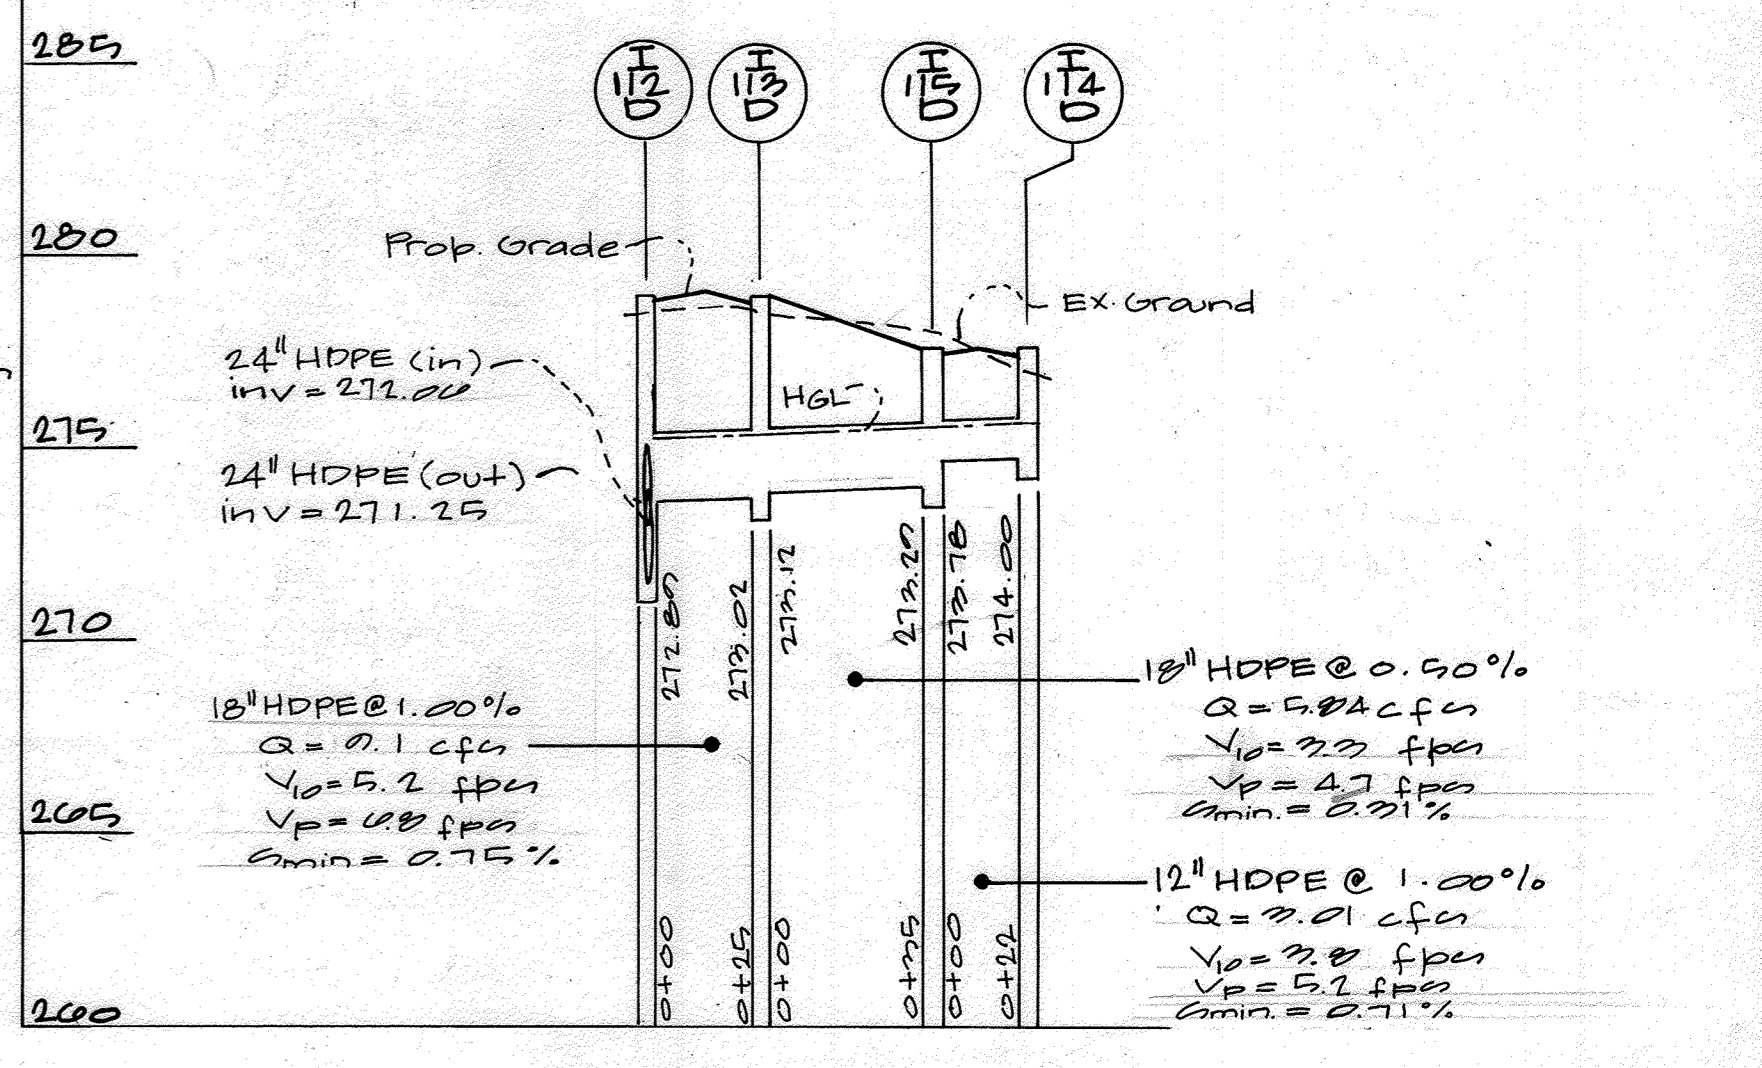 285
280
275
270
265
260
I
112
D
I
113
D
I
115
D
I
114
D
Prop. Grade
Ex. Ground
24" HDPE (in)
inv = 272.00
HGL
24" HDPE (out)
inv = 271.25
272.89
273.02
273.12
273.29
273.78
274.00
18" HDPE @ 1.00%
Q = 9.1 cfs
V10 = 5.2 fps
Vp = 6.8 fps
Smin = 0.75%
18" HDPE @ 0.50%
Q = 5.84 cfs
V10 = 3.3 fps
Vp = 4.7 fps
Smin. = 0.31%
12" HDPE @ 1.00%
Q = 3.01 cfs
V10 = 3.8 fps
Vp = 5.2 fps
Smin. = 0.71%
0+00
0+25
0+00
0+35
0+00
0+22